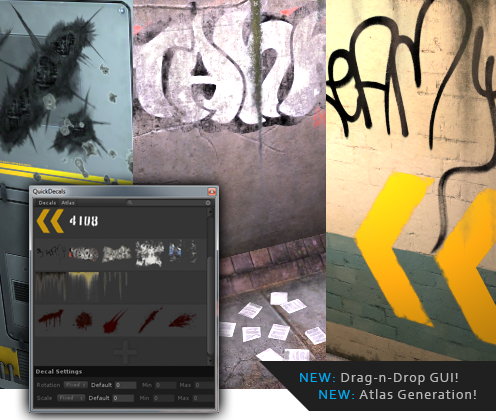 QuickDecals
Decals Atlas
4108
Decal Settings
Rotation Fixed Default 0 Min 0 Max 0
Scale Fixed Default 0 Min 0 Max 0
NEW: Drag-n-Drop GUI!
NEW: Atlas Generation!